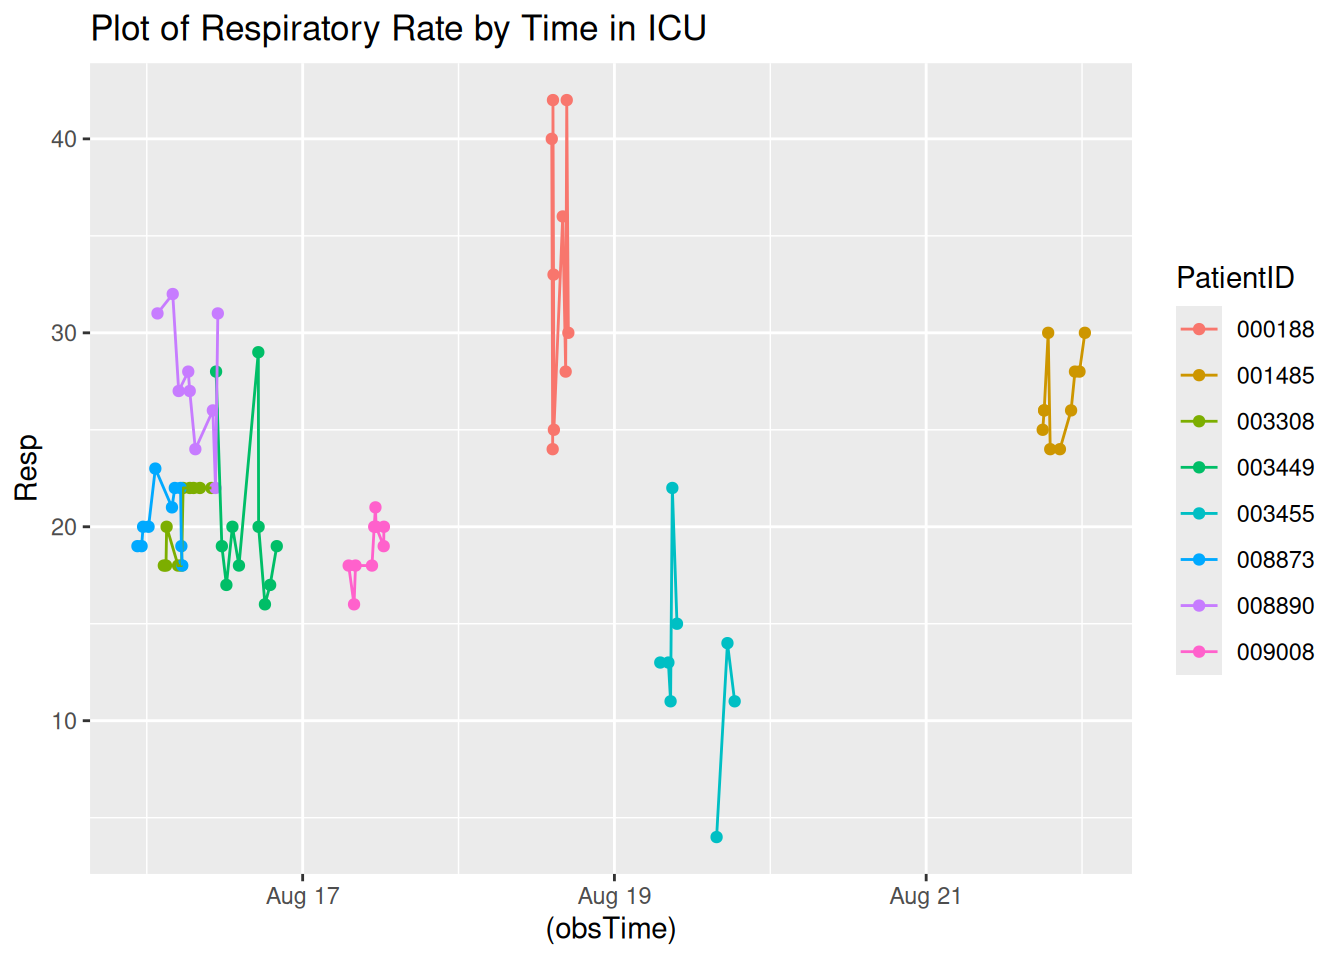 Plot of Respiratory Rate by Time in ICU
Resp
40
30
20
10
Aug 17 Aug 19 Aug 21
(obsTime)
PatientID
000188
001485
003308
003449
003455
008873
008890
009008